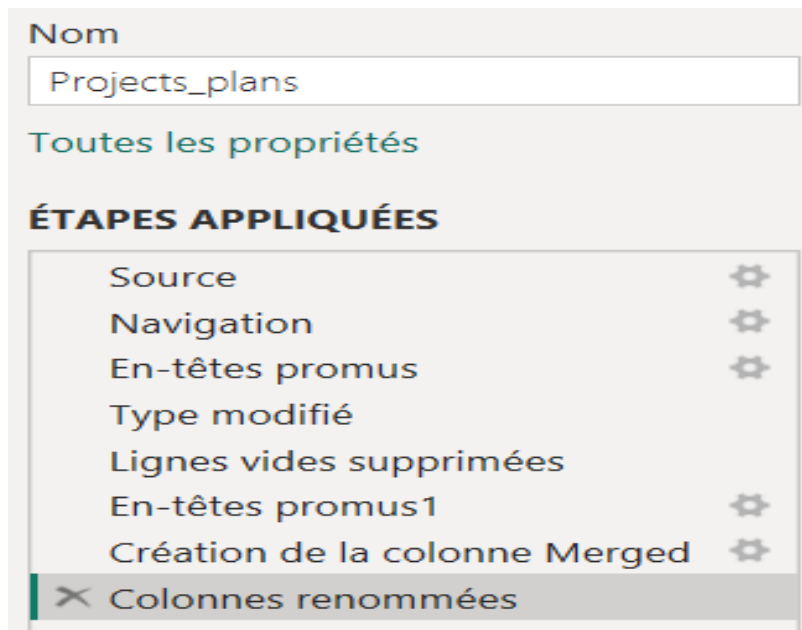 Nom
Projects_plans
Toutes les propriétés
ÉTAPES APPLIQUÉES
Source
Navigation
En-têtes promus
Type modifié
Lignes vides supprimées
En-têtes promus1
Création de la colonne Merged
Colonnes renommées